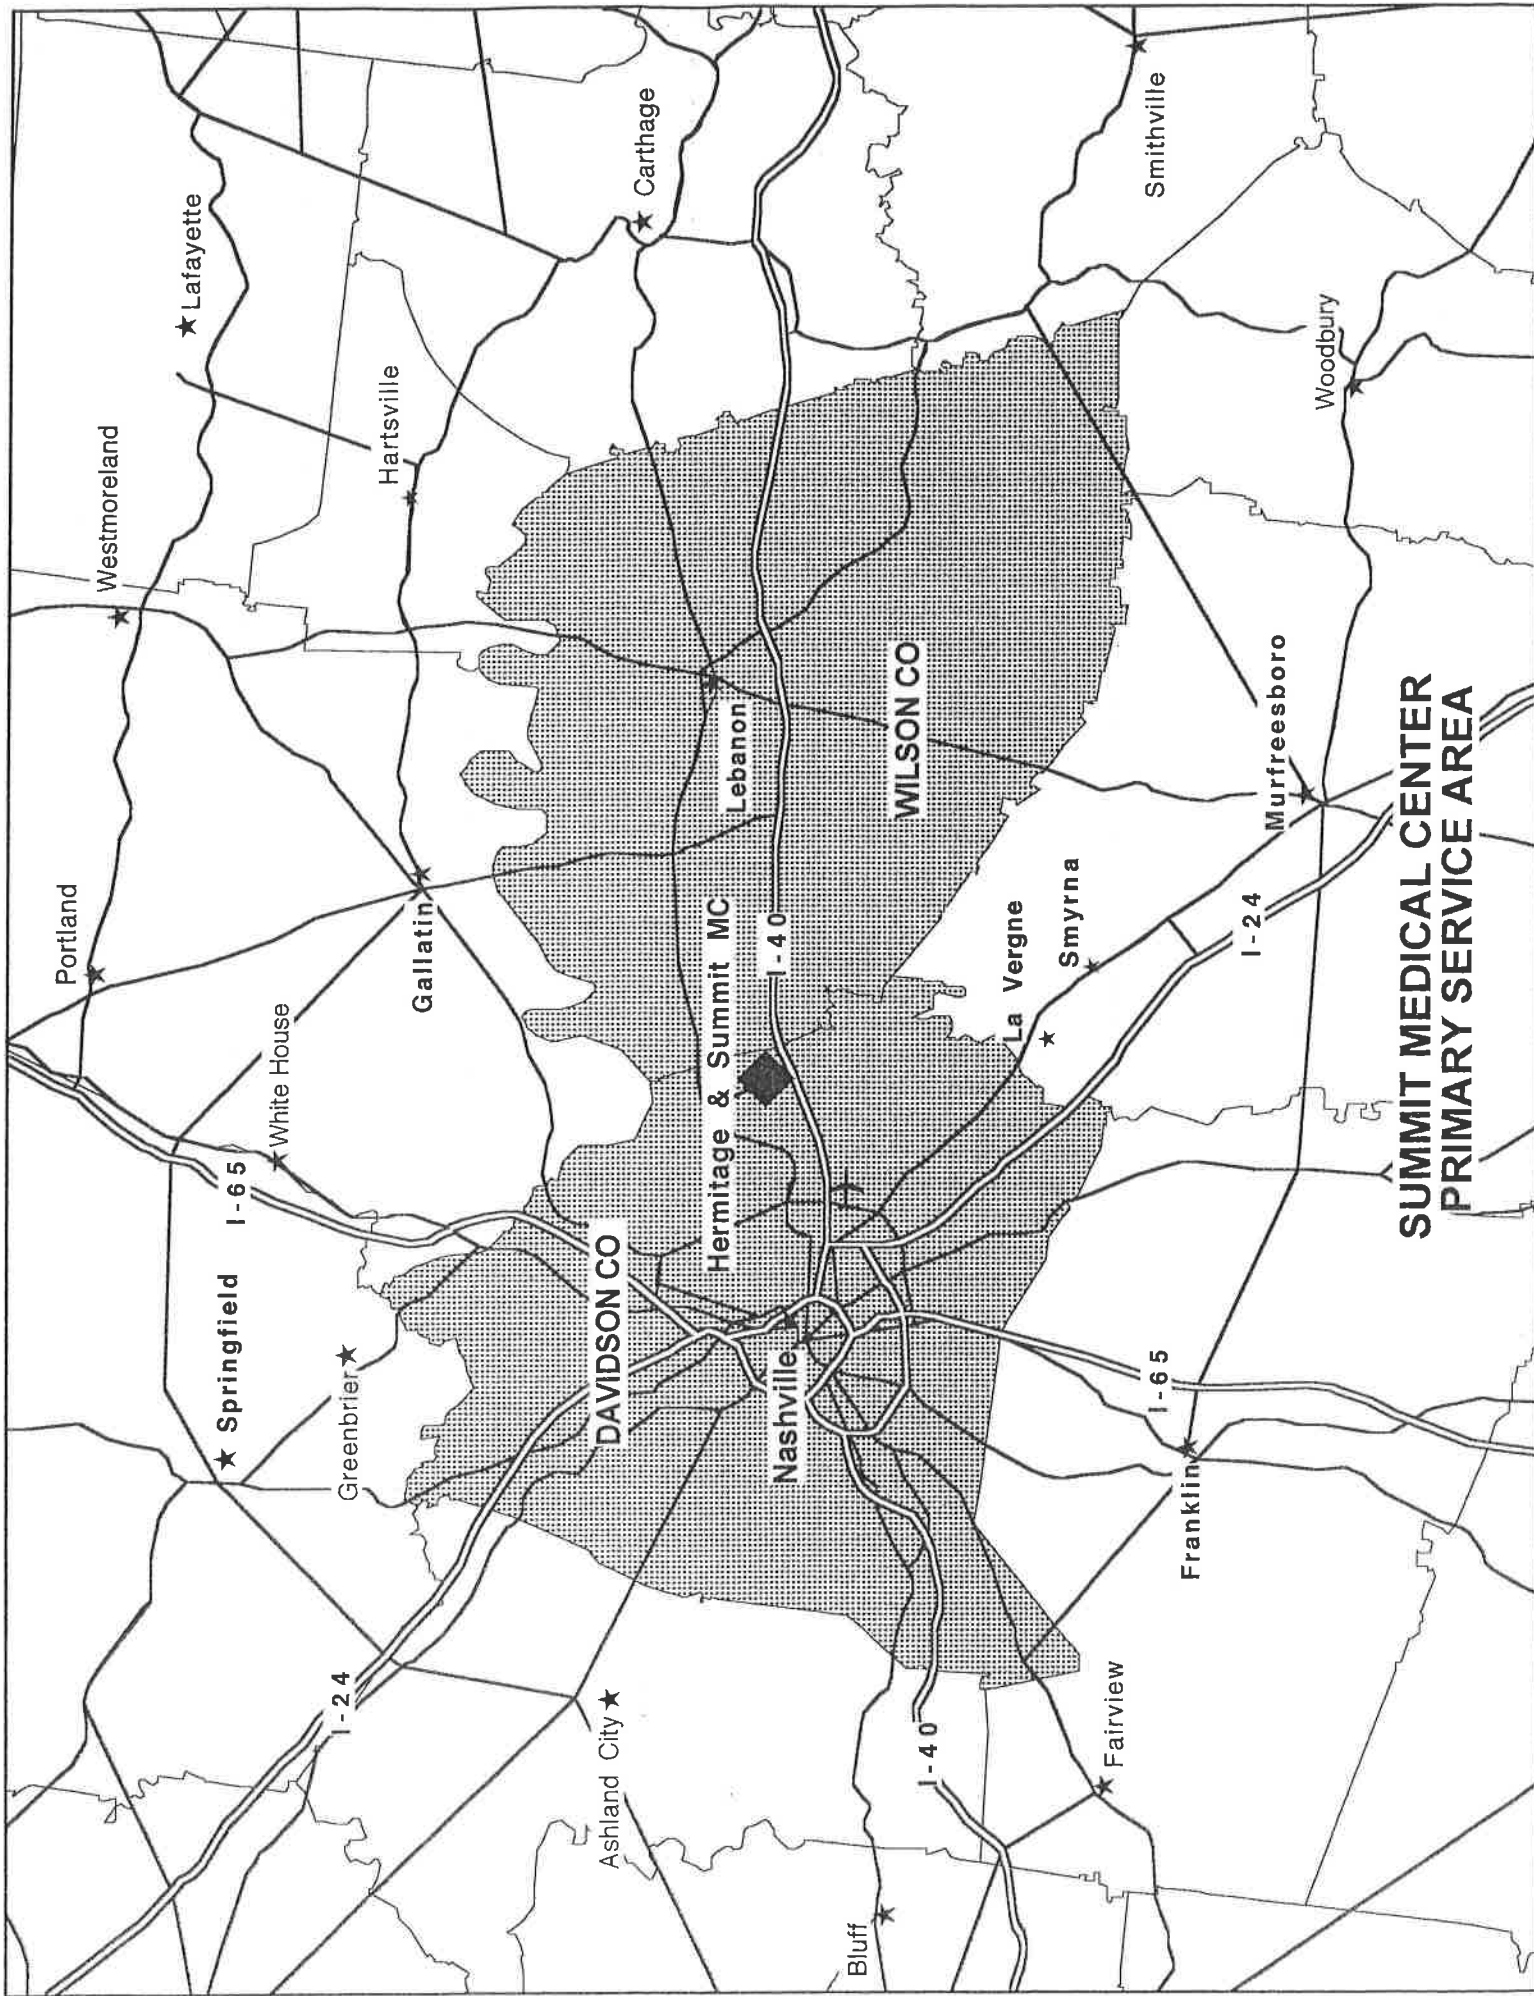 Portland
Westmoreland
Lafayette
White House
I-65
Springfield
Greenbrier
Gallatin
Hartsville
Carthage
I-24
Ashland City
DAVIDSON CO
Hermitage & Summit MC
Lebanon
I-40
Nashville
WILSON CO
Bluff
I-40
Fairview
La Vergne
Smyrna
Smithville
I-65
Franklin
I-24
Murfreesboro
Woodbury
SUMMIT MEDICAL CENTER
PRIMARY SERVICE AREA